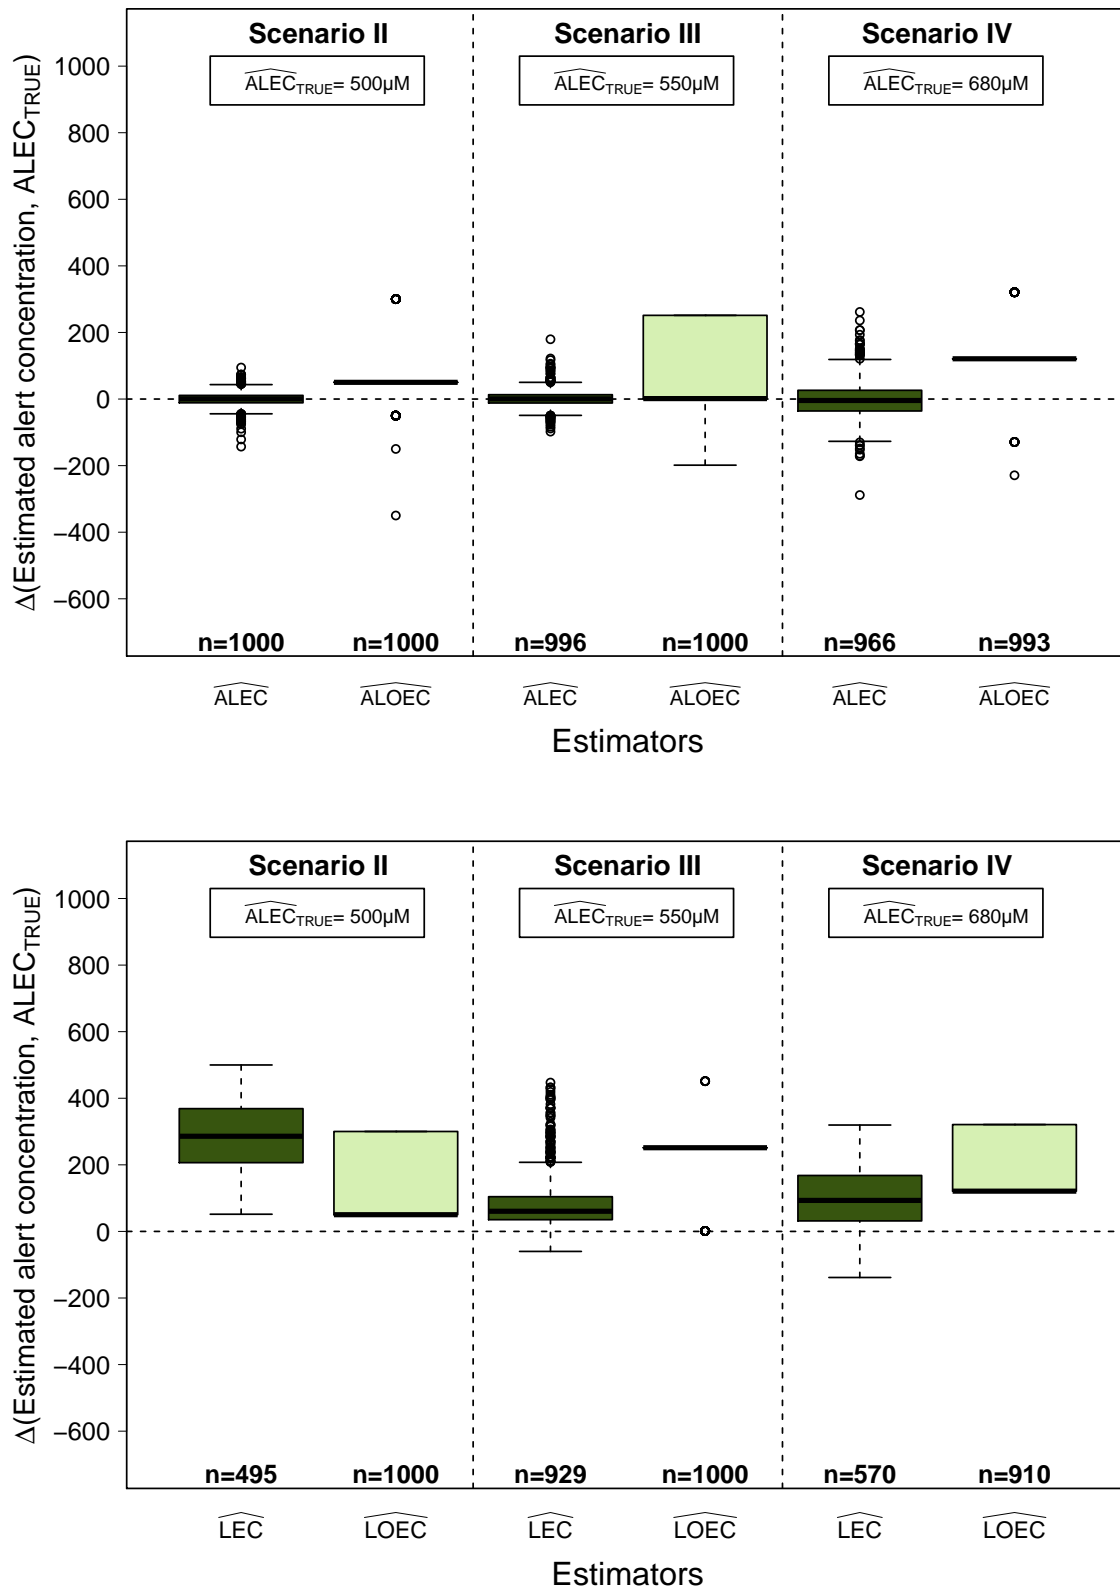 Scenario II Scenario III Scenario IV
ALEC_TRUE= 500µM ALEC_TRUE= 550µM ALEC_TRUE= 680µM
Δ(Estimated alert concentration, ALEC_TRUE)
1000
800
600
400
200
0
−200
−400
−600
n=1000 n=1000 n=996 n=1000 n=966 n=993
ALEC ALOEC ALEC ALOEC ALEC ALOEC
Estimators
Scenario II Scenario III Scenario IV
ALEC_TRUE= 500µM ALEC_TRUE= 550µM ALEC_TRUE= 680µM
Δ(Estimated alert concentration, ALEC_TRUE)
1000
800
600
400
200
0
−200
−400
−600
n=495 n=1000 n=929 n=1000 n=570 n=910
LEC LOEC LEC LOEC LEC LOEC
Estimators